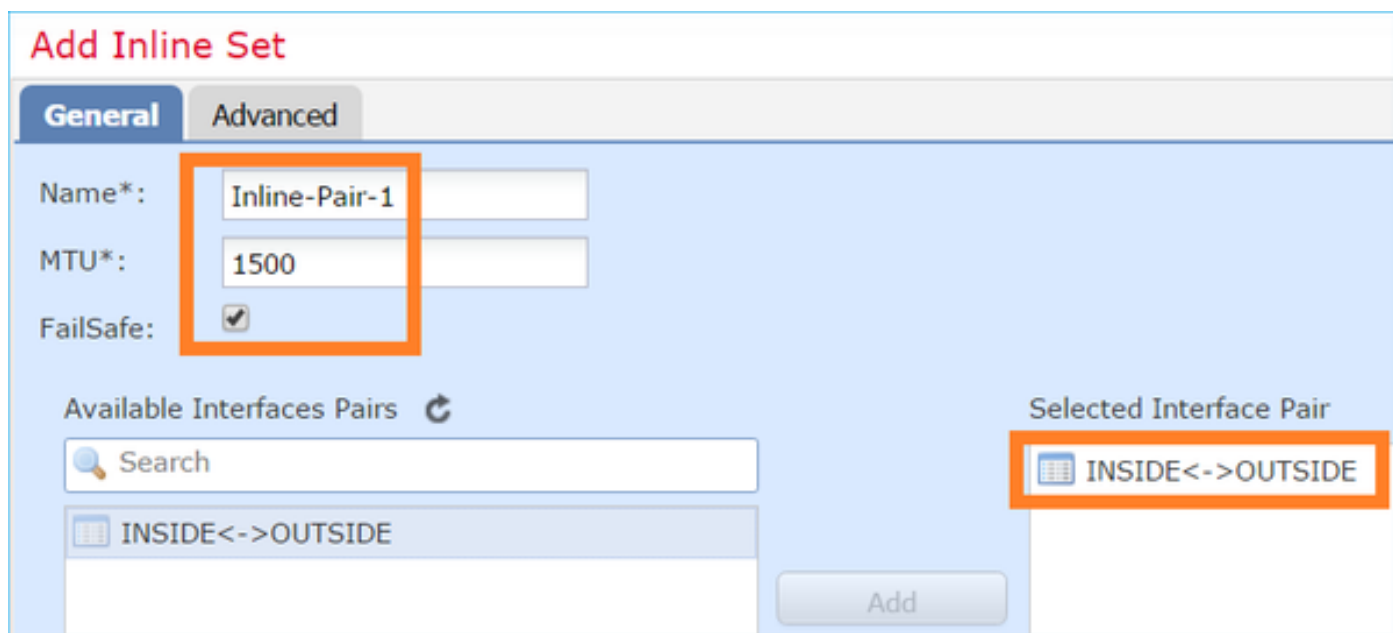 Add Inline Set
General Advanced
Name*: Inline-Pair-1
MTU*: 1500
FailSafe:
Available Interfaces Pairs
Selected Interface Pair
Search
INSIDE<->OUTSIDE
INSIDE<->OUTSIDE
Add